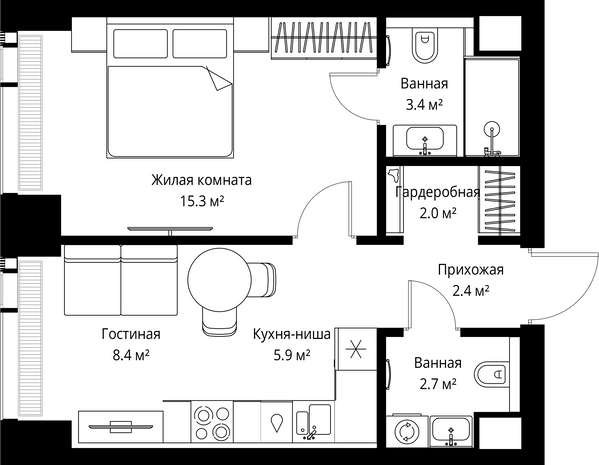 Ванная
3.4 м²
Жилая комната
15.3 м²
Гардеробная
2.0 м²
Прихожая
2.4 м²
Гостиная
8.4 м²
Кухня-ниша
5.9 м²
Ванная
2.7 м²